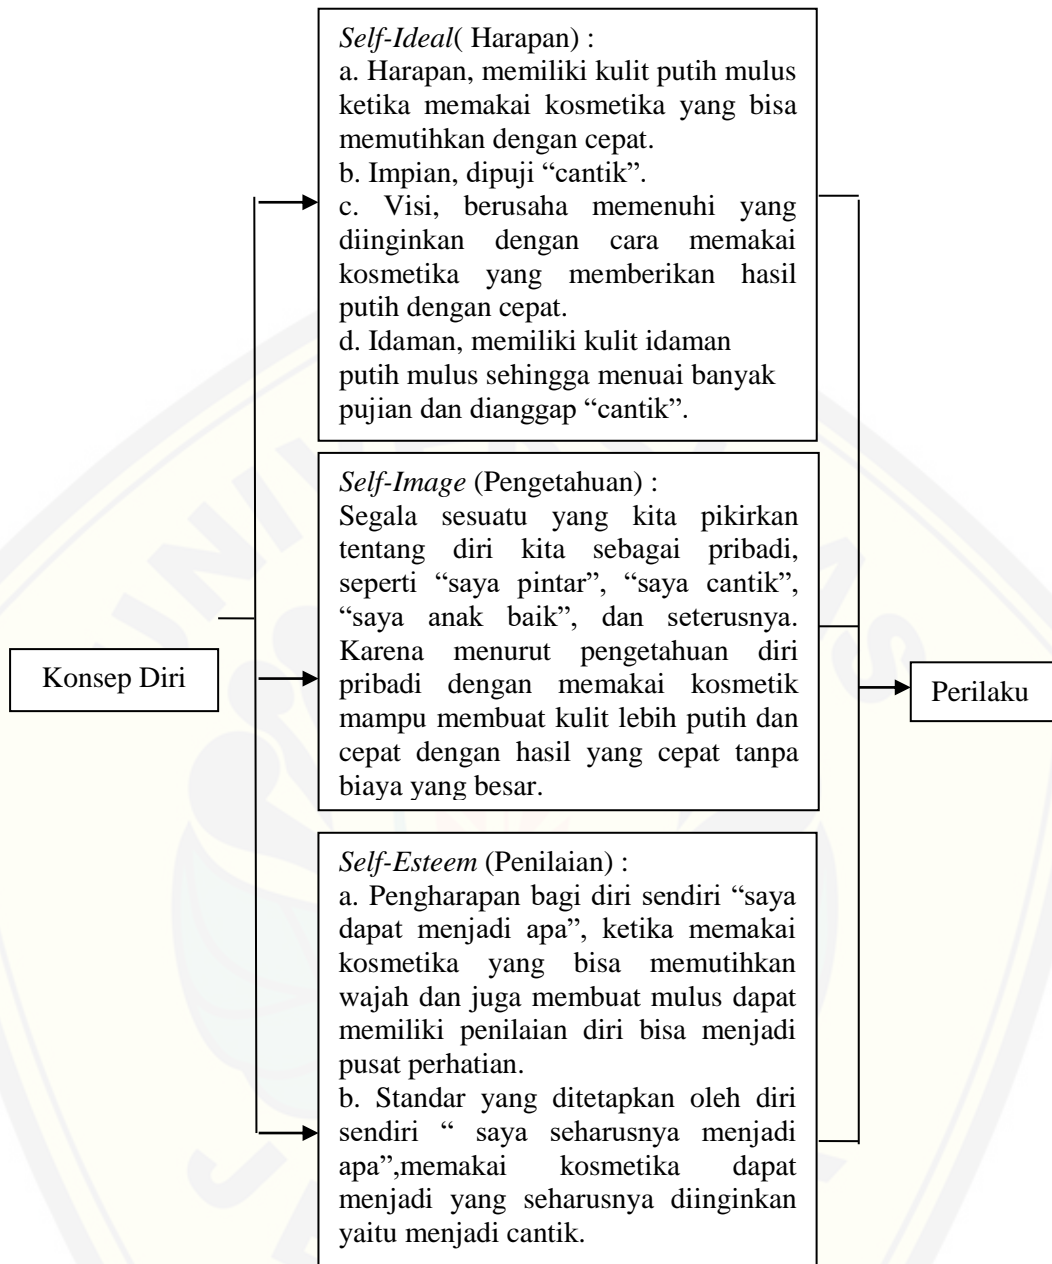 Self-Ideal( Harapan) :
a. Harapan, memiliki kulit putih mulus
ketika memakai kosmetika yang bisa
memutihkan dengan cepat.
b. Impian, dipuji “cantik”.
c. Visi, berusaha memenuhi yang
diinginkan dengan cara memakai
kosmetika yang memberikan hasil
putih dengan cepat.
d. Idaman, memiliki kulit idaman
putih mulus sehingga menuai banyak
pujian dan dianggap “cantik”.
Self-Image (Pengetahuan) :
Segala sesuatu yang kita pikirkan
tentang diri kita sebagai pribadi,
seperti “saya pintar”, “saya cantik”,
“saya anak baik”, dan seterusnya.
Karena menurut pengetahuan diri
pribadi dengan memakai kosmetik
mampu membuat kulit lebih putih dan
cepat dengan hasil yang cepat tanpa
biaya yang besar.
Konsep Diri
Perilaku
Self-Esteem (Penilaian) :
a. Pengharapan bagi diri sendiri “saya
dapat menjadi apa”, ketika memakai
kosmetika yang bisa memutihkan
wajah dan juga membuat mulus dapat
memiliki penilaian diri bisa menjadi
pusat perhatian.
b. Standar yang ditetapkan oleh diri
sendiri “ saya seharusnya menjadi
apa”,memakai kosmetika dapat
menjadi yang seharusnya diinginkan
yaitu menjadi cantik.